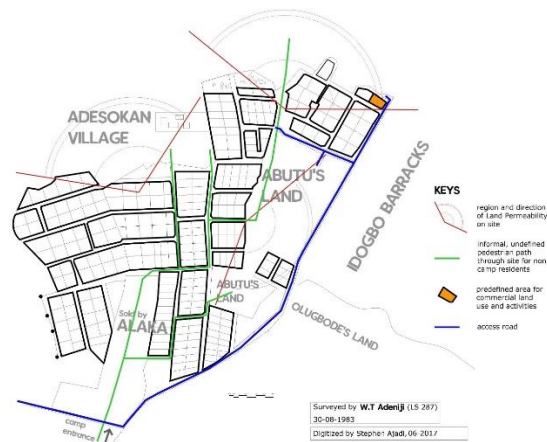 ADESOKAN
VILLAGE
ABUTU'S
LAND
IDOGBO BARRACKS
ABUTU'S
LAND
Sold by
ALAKA
OLUGBODE'S LAND
camp
entrance
KEYS
region and direction
of Land Permeability
on site
informal, undefined
pedestrian path
through site for non
camp residents
predefined area for
commercial land
use and activities
access road
Surveyed by W.T Adeniji (LS 287)
30-08-1983
Digitized by Stephen Ajadi, 06-2017